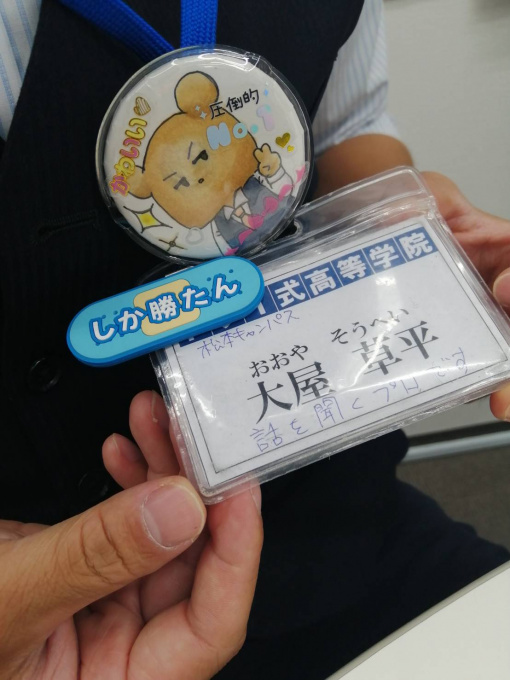 かわいい
圧倒的
No.1
しか勝たん
式高等学院
松本キャンパス
おおや そうへい
大屋 草平
話を聞くプロです